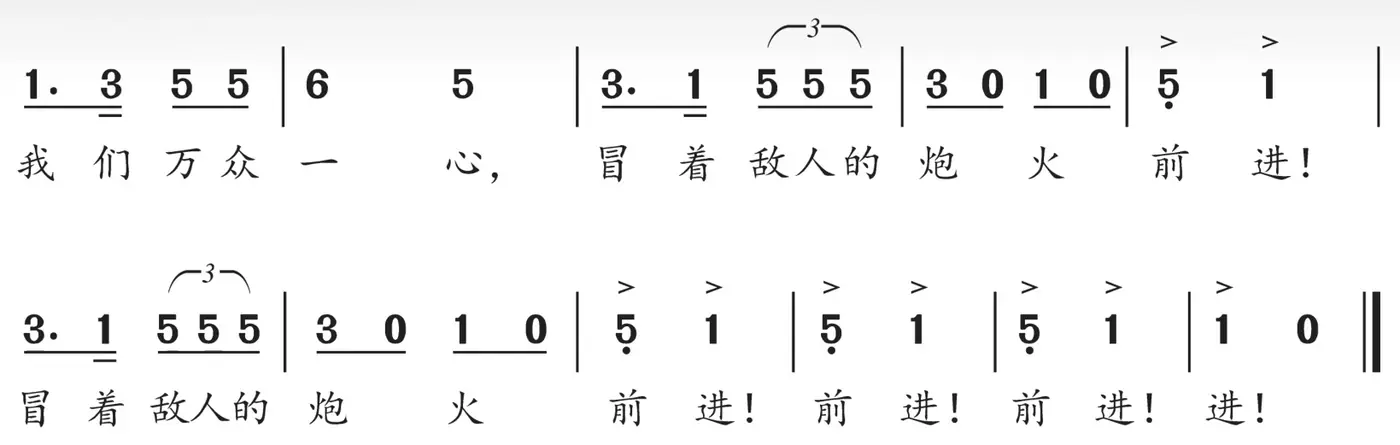 3
1. 3 5 5 | 6 5 | 3. 1 5 5 5 | 3 0 1 0 | 5̣ 1 |
我们万众一心，冒着敌人的炮火前进！
3
3. 1 5 5 5 | 3 0 1 0 | 5̣ 1 | 5̣ 1 | 5̣ 1 | 1 0 ‖
冒着敌人的炮火前进！前进！前进！进！